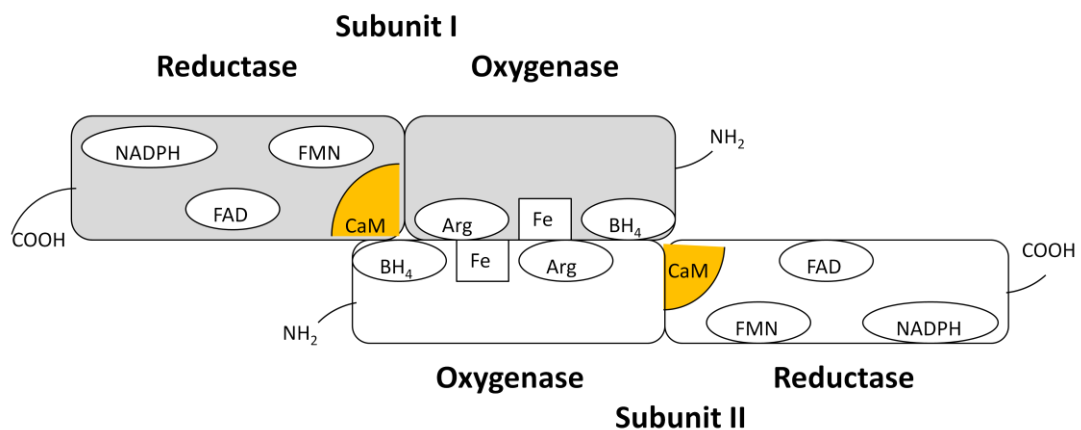 Subunit I
Reductase Oxygenase
NADPH FMN NH₂
FAD CaM Arg Fe BH₄
COOH
BH₄ Fe Arg CaM FAD COOH
NH₂ FMN NADPH
Oxygenase Reductase
Subunit II